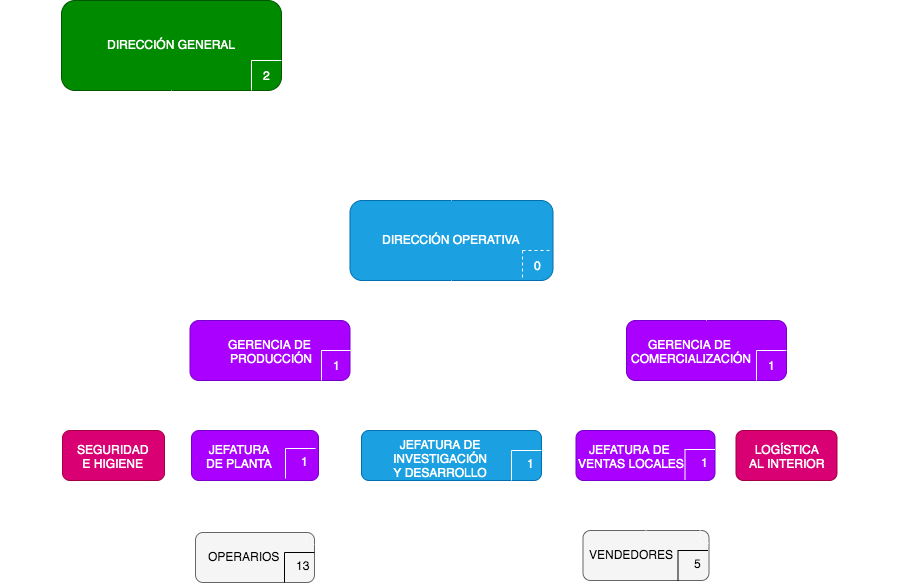 DIRECCIÓN GENERAL
2
DIRECCIÓN OPERATIVA
0
GERENCIA DE
PRODUCCIÓN
1
GERENCIA DE
COMERCIALIZACIÓN
1
SEGURIDAD
E HIGIENE
JEFATURA
DE PLANTA
1
JEFATURA DE
INVESTIGACIÓN
Y DESARROLLO
1
JEFATURA DE
VENTAS LOCALES
1
LOGÍSTICA
AL INTERIOR
OPERARIOS
13
VENDEDORES
5